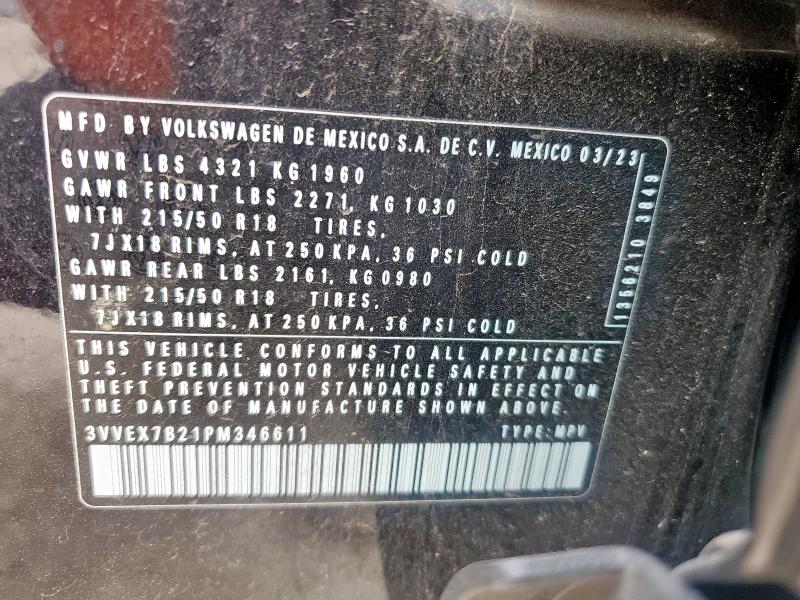 MFD. BY VOLKSWAGEN DE MEXICO S.A. DE C.V. MEXICO 03/23
GVWR LBS 4321 KG 1960
GAWR FRONT LBS 2271, KG 1030
WITH 215/50 R18 TIRES,
7JX18 RIMS, AT 250 KPA, 36 PSI COLD
GAWR REAR LBS 2161, KG 0980
WITH 215/50 R18 TIRES,
7JX18 RIMS, AT 250 KPA, 36 PSI COLD
1356210 3849
THIS VEHICLE CONFORMS TO ALL APPLICABLE
U.S. FEDERAL MOTOR VEHICLE SAFETY AND
THEFT PREVENTION STANDARDS IN EFFECT ON
THE DATE OF MANUFACTURE SHOWN ABOVE.
3VVEX7B21PM346611 TYPE: MPV